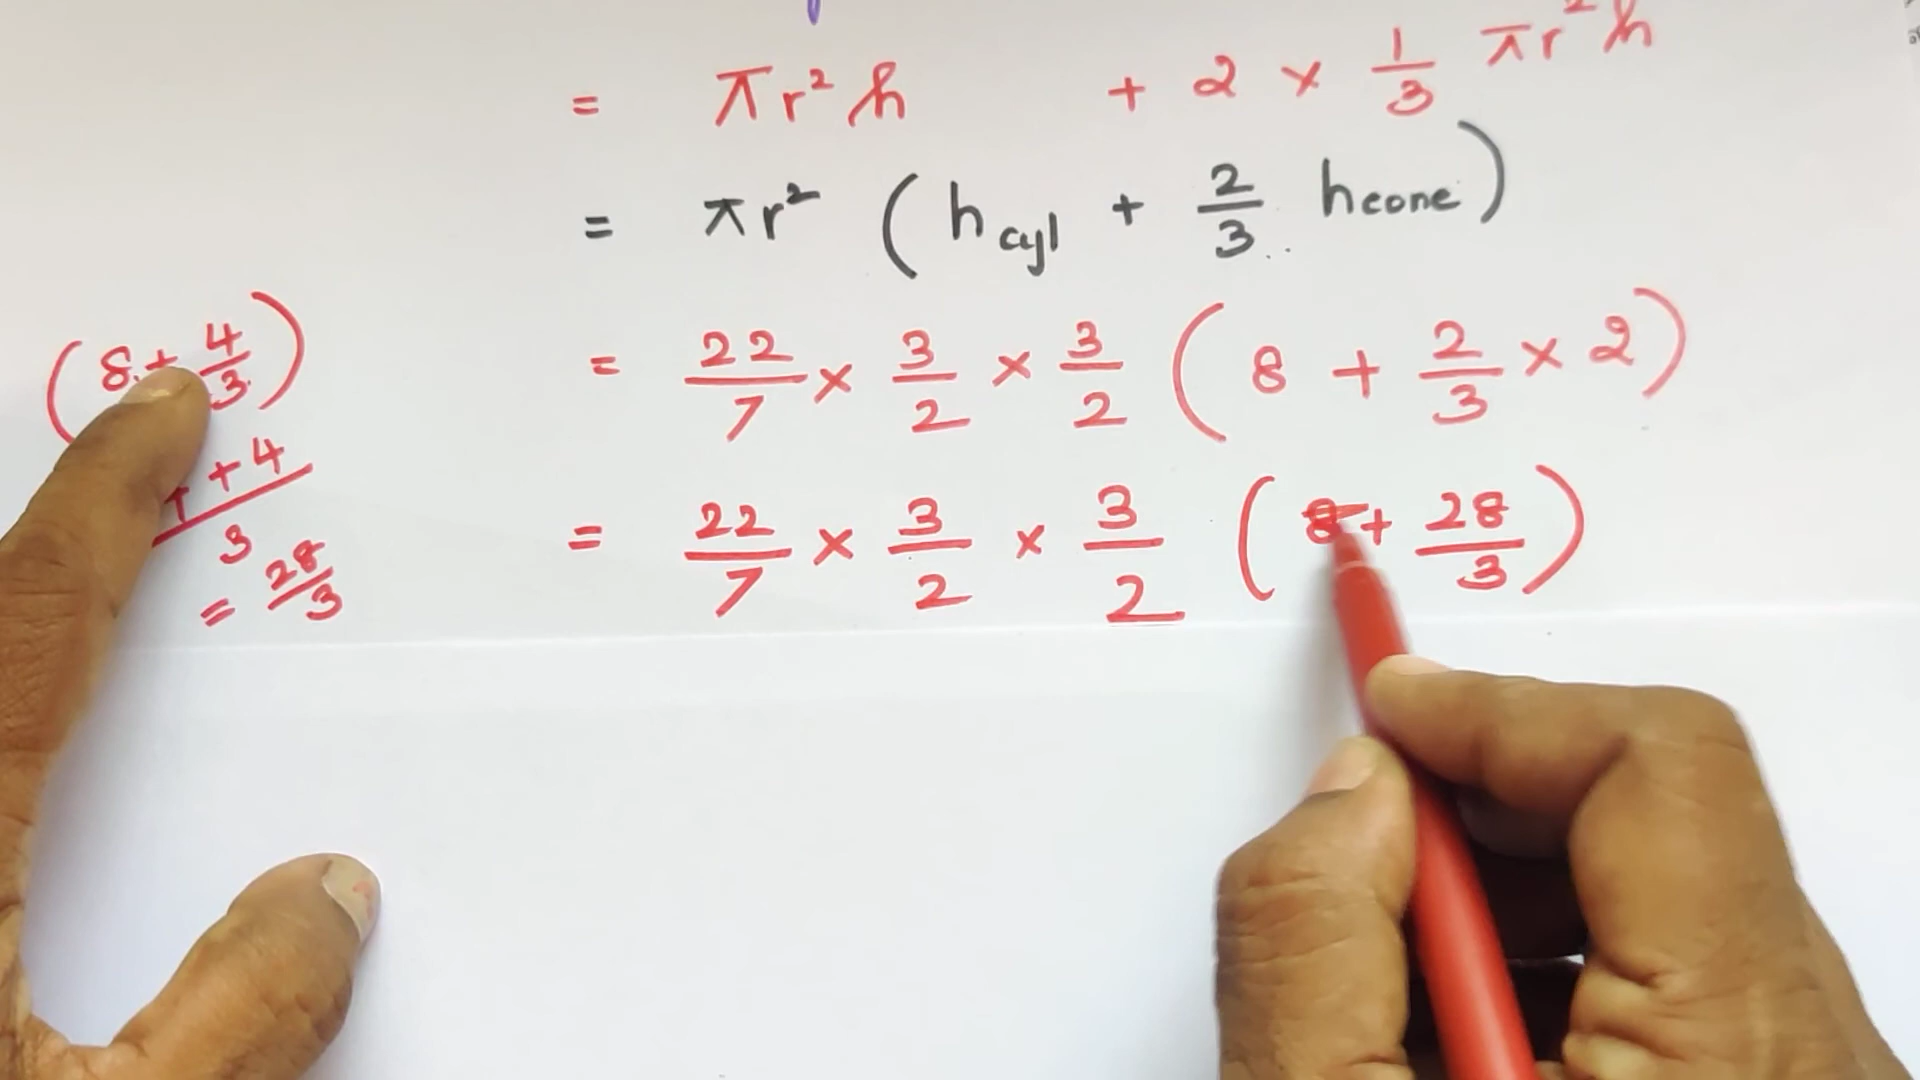 = πr²h + 2 × 1/3 πr²h
= πr² (h cyl + 2/3 h cone)
= 22/7 × 3/2 × 3/2 (8 + 2/3 × 2)
= 22/7 × 3/2 × 3/2 (8 + 28/3)
(8 + 4/3)
+ 4
3
= 28/3